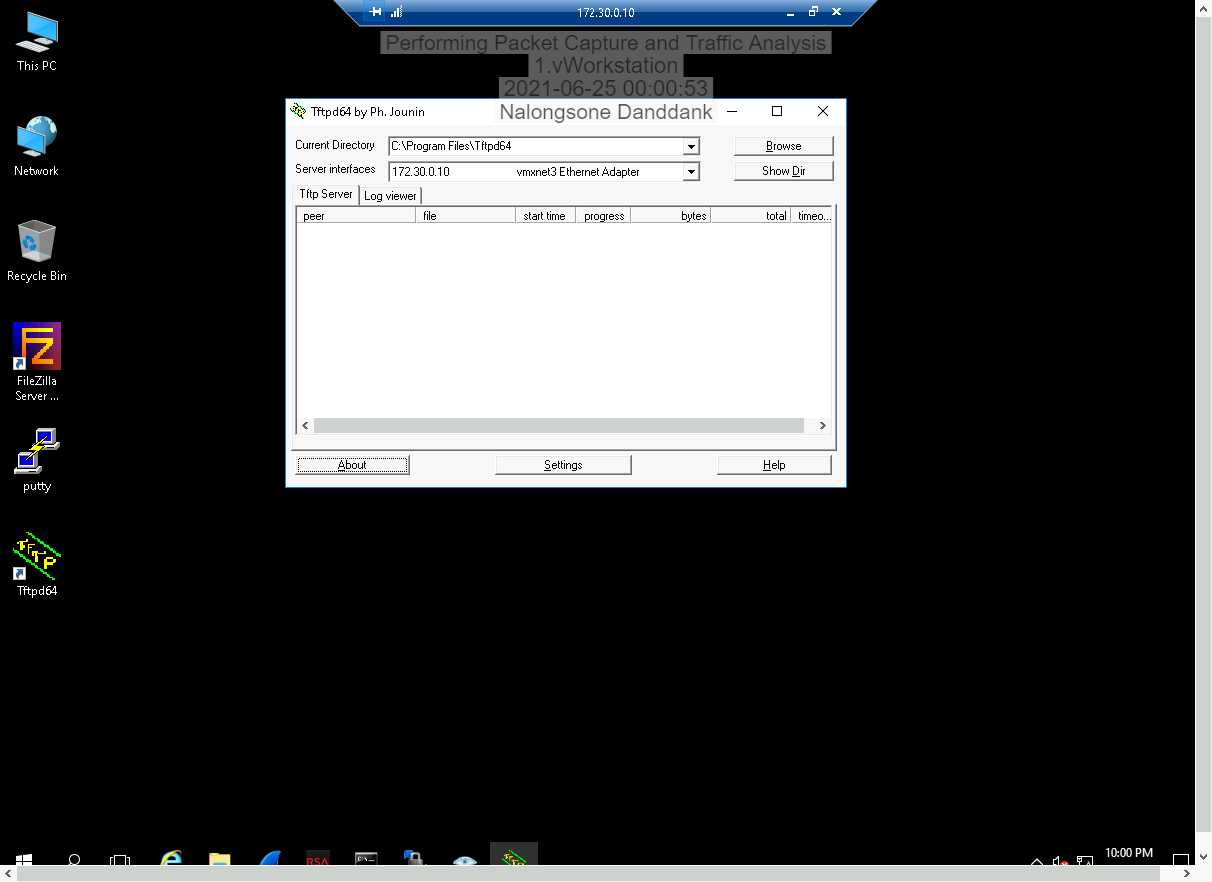 172.30.0.10
Performing Packet Capture and Traffic Analysis
1.vWorkstation
2021-06-25 00:00:53
Nalongsone Danddank
This PC
Network
Recycle Bin
FileZilla
Server ...
putty
Tftpd64
Tftpd64 by Ph. Jounin
Current Directory C:\Program Files\Tftpd64 Browse
Server interfaces 172.30.0.10 vmxnet3 Ethernet Adapter Show Dir
Tftp Server Log viewer
peer file start time progress bytes total timeo...
About Settings Help
RSA
10:00 PM